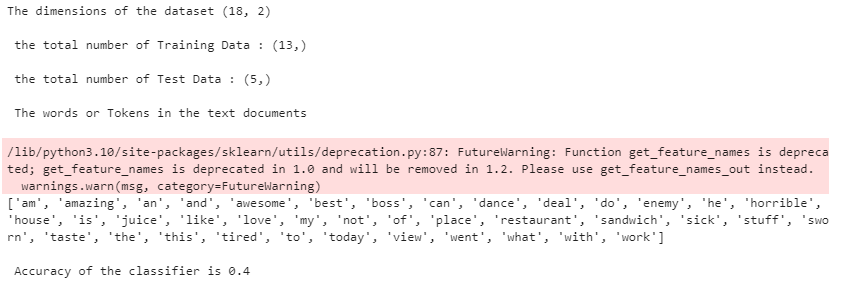 The dimensions of the dataset (18, 2)
the total number of Training Data : (13,)
the total number of Test Data : (5,)
The words or Tokens in the text documents
/lib/python3.10/site-packages/sklearn/utils/deprecation.py:87: FutureWarning: Function get_feature_names is depreca
ted; get_feature_names is deprecated in 1.0 and will be removed in 1.2. Please use get_feature_names_out instead.
warnings.warn(msg, category=FutureWarning)
['am', 'amazing', 'an', 'and', 'awesome', 'best', 'boss', 'can', 'dance', 'deal', 'do', 'enemy', 'he', 'horrible',
'house', 'is', 'juice', 'like', 'love', 'my', 'not', 'of', 'place', 'restaurant', 'sandwich', 'sick', 'stuff', 'swo
rn', 'taste', 'the', 'this', 'tired', 'to', 'today', 'view', 'went', 'what', 'with', 'work']
Accuracy of the classifier is 0.4